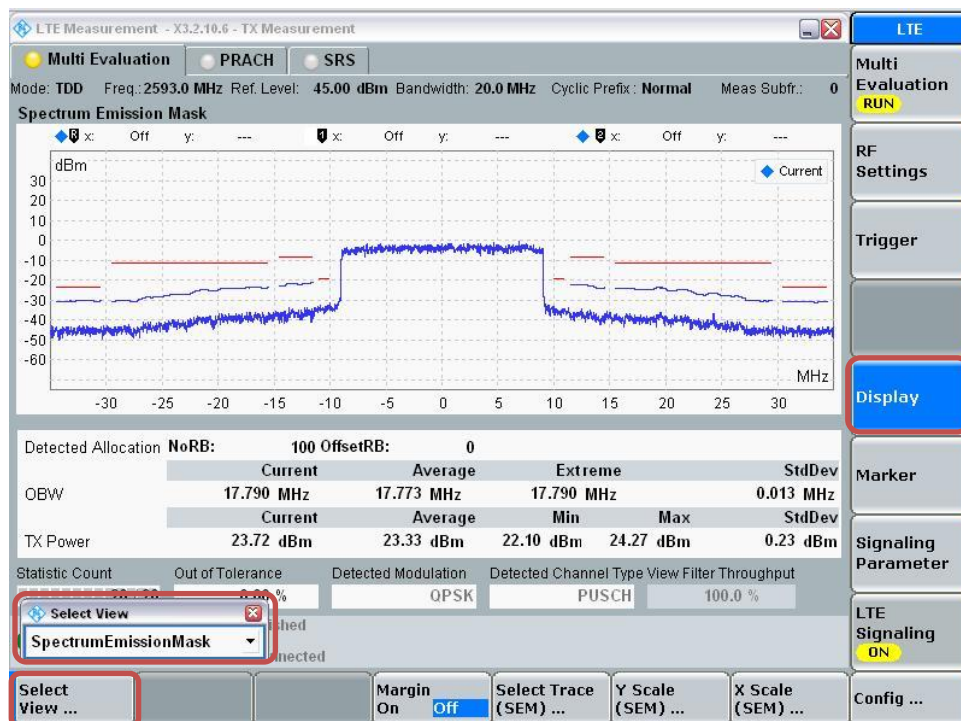 LTE Measurement - X3.2.10.6 - TX Measurement
LTE
Multi Evaluation PRACH SRS
Multi
Evaluation
RUN
Mode: TDD Freq.: 2593.0 MHz Ref. Level: 45.00 dBm Bandwidth: 20.0 MHz Cyclic Prefix : Normal Meas Subfr.: 0
Spectrum Emission Mask
R x: Off y: --- 1 x: Off y: --- 2 x: Off y: ---
dBm
Current
RF
Settings
30
20
10
0
-10
-20
-30
-40
-50
-60
Trigger
MHz
-30 -25 -20 -15 -10 -5 0 5 10 15 20 25 30
Display
Detected Allocation NoRB: 100 OffsetRB: 0
Current Average Extreme StdDev
OBW 17.790 MHz 17.773 MHz 17.790 MHz 0.013 MHz
Current Average Min Max StdDev
TX Power 23.72 dBm 23.33 dBm 22.10 dBm 24.27 dBm 0.23 dBm
Marker
Signaling
Parameter
Statistic Count Out of Tolerance Detected Modulation Detected Channel Type View Filter Throughput
% QPSK PUSCH 100.0 %
Select View
SpectrumEmissionMask
LTE
Signaling
ON
Select
View ...
Margin
On Off
Select Trace
(SEM) ...
Y Scale
(SEM) ...
X Scale
(SEM) ...
Config ...